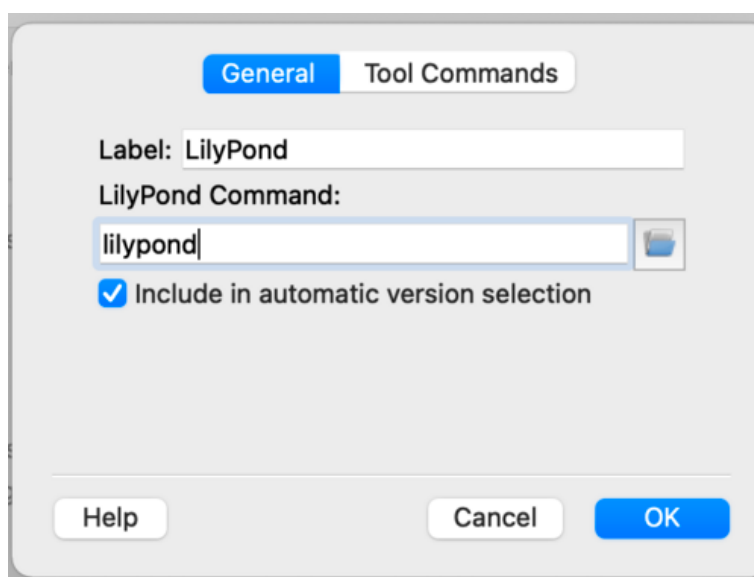 General Tool Commands
Label: LilyPond
LilyPond Command:
lilypond
Include in automatic version selection
Help Cancel OK